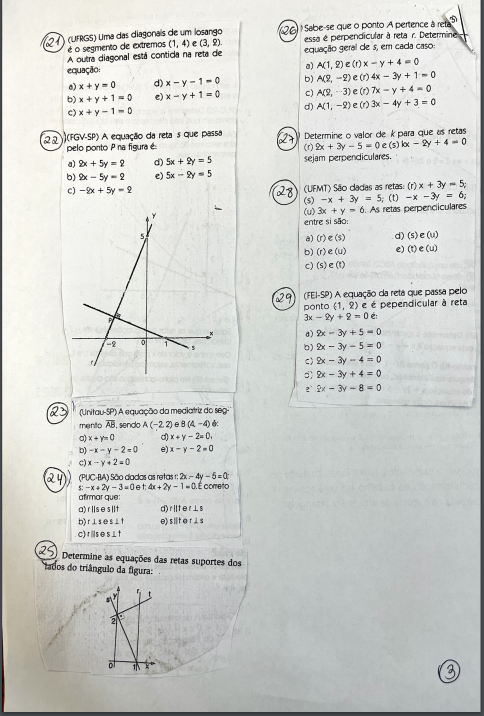 21 (UFRGS) Uma das diagonais de um losango
é o segmento de extremos (1, 4) e (3, 2).
A outra diagonal está contida na reta de
equação:
a) x + y = 0 d) x − y − 1 = 0
b) x + y + 1 = 0 e) x − y + 1 = 0
c) x + y − 1 = 0
22 (FGV-SP) A equação da reta s que passa
pelo ponto P na figura é:
a) 2x + 5y = 2 d) 5x + 2y = 5
b) 2x − 5y = 2 e) 5x − 2y = 5
c) −2x + 5y = 2
y
5
P
−2 0 1 x
r s
23 (Unitau-SP) A equação da mediatriz do seg-
mento AB, sendo A (−2, 2) e B (4, −4) é:
a) x + y = 0 d) x + y − 2 = 0.
b) −x − y − 2 = 0 e) x − y − 2 = 0
c) x − y + 2 = 0
24 (PUC-BA) São dadas as retas r: 2x − 4y − 5 = 0;
s: −x + 2y − 3 = 0 e t: 4x + 2y − 1 = 0. É correto
afirmar que:
a) r || s e s || t d) r || t e r ⊥ s
b) r ⊥ s e s ⊥ t e) s || t e r ⊥ s
c) r || s e s ⊥ t
25 Determine as equações das retas suportes dos
lados do triângulo da figura:
y r t
2
0 1 x
26 Sabe-se que o ponto A pertence à reta
essa é perpendicular à reta r. Determine
equação geral de s, em cada caso:
a) A(1, 2) e (r) x − y + 4 = 0
b) A(2, −2) e (r) 4x − 3y + 1 = 0
c) A(2, −3) e (r) 7x − y + 4 = 0
d) A(1, −2) e (r) 3x − 4y + 3 = 0
27 Determine o valor de k para que as retas
(r) 2x + 3y − 5 = 0 e (s) kx − 2y + 4 = 0
sejam perpendiculares.
28 (UFMT) São dadas as retas: (r) x + 3y = 5;
(s) −x + 3y = 5; (t) −x −3y = 6;
(u) 3x + y = 6. As retas perpendiculares
entre si são:
a) (r) e (s) d) (s) e (u)
b) (r) e (u) e) (t) e (u)
c) (s) e (t)
29 (FEI-SP) A equação da reta que passa pelo
ponto (1, 2) e é pependicular à reta
3x − 2y + 2 = 0 é:
a) 2x − 3y + 5 = 0
b) 2x − 3y − 5 = 0
c) 2x − 3y − 4 = 0
2x − 3y + 4 = 0
2x − 3y − 8 = 0
3